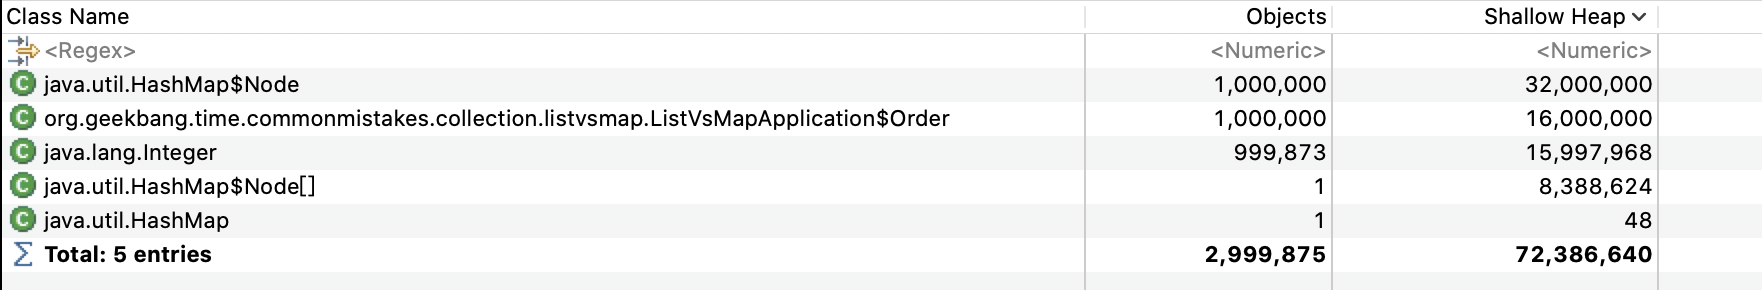 Class Name Objects Shallow Heap
<Regex> <Numeric> <Numeric>
java.util.HashMap$Node 1,000,000 32,000,000
org.geekbang.time.commonmistakes.collection.listvsmap.ListVsMapApplication$Order 1,000,000 16,000,000
java.lang.Integer 999,873 15,997,968
java.util.HashMap$Node[] 1 8,388,624
java.util.HashMap 1 48
Total: 5 entries 2,999,875 72,386,640